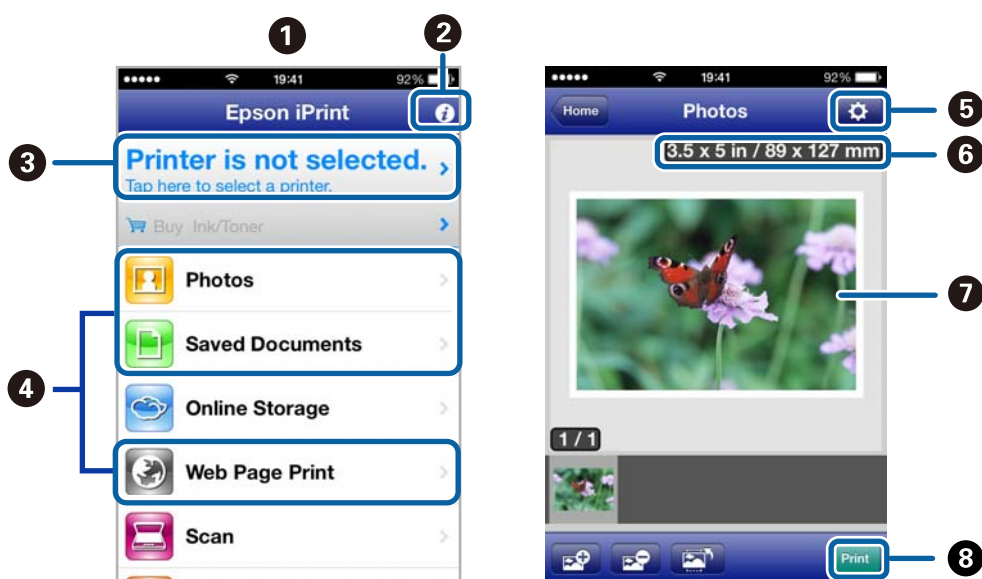 1
2
19:41
92%
Epson iPrint
3
Printer is not selected.
Tap here to select a printer.
Buy Ink/Toner
Photos
Saved Documents
4
Online Storage
Web Page Print
Scan
19:41
92%
Home
Photos
5
3.5 x 5 in / 89 x 127 mm
6
7
1 / 1
Print
8